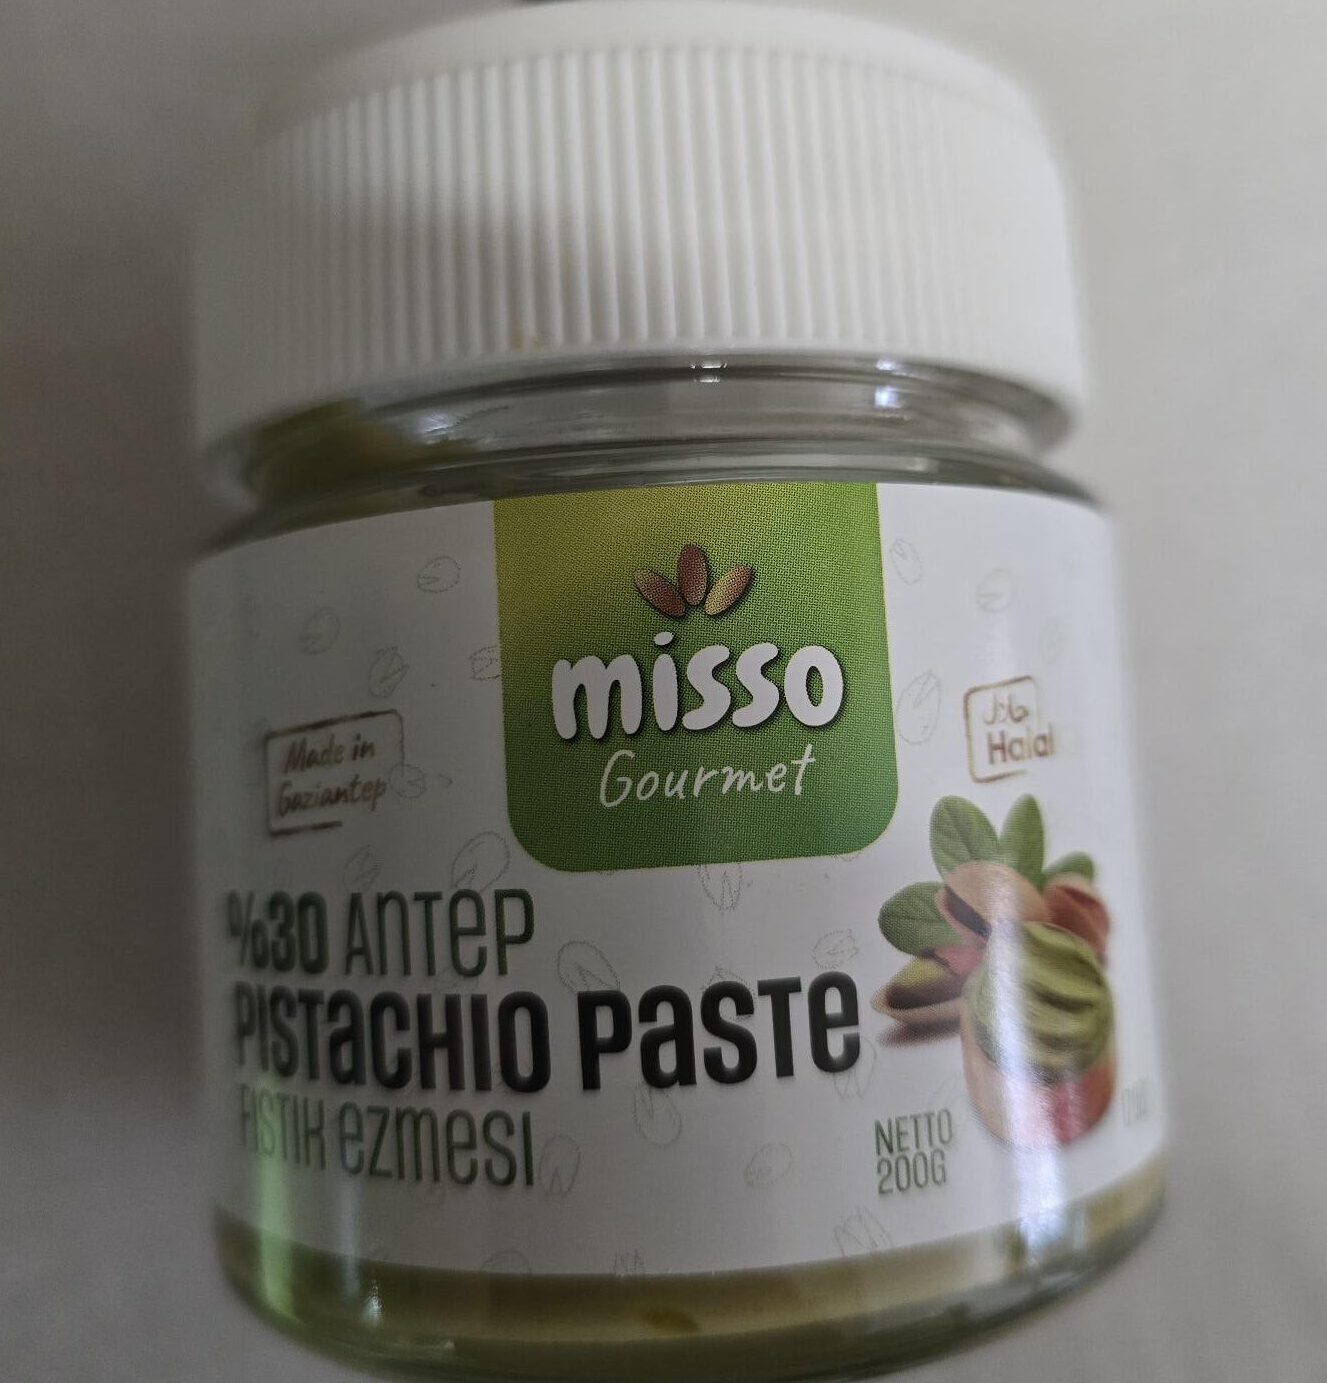 misso
Gourmet
Made in
Gaziantep
حلال
Halal
%30 ANTEP
PISTACHIO PASTE
FISTIK EZMESI
NETTO
200G